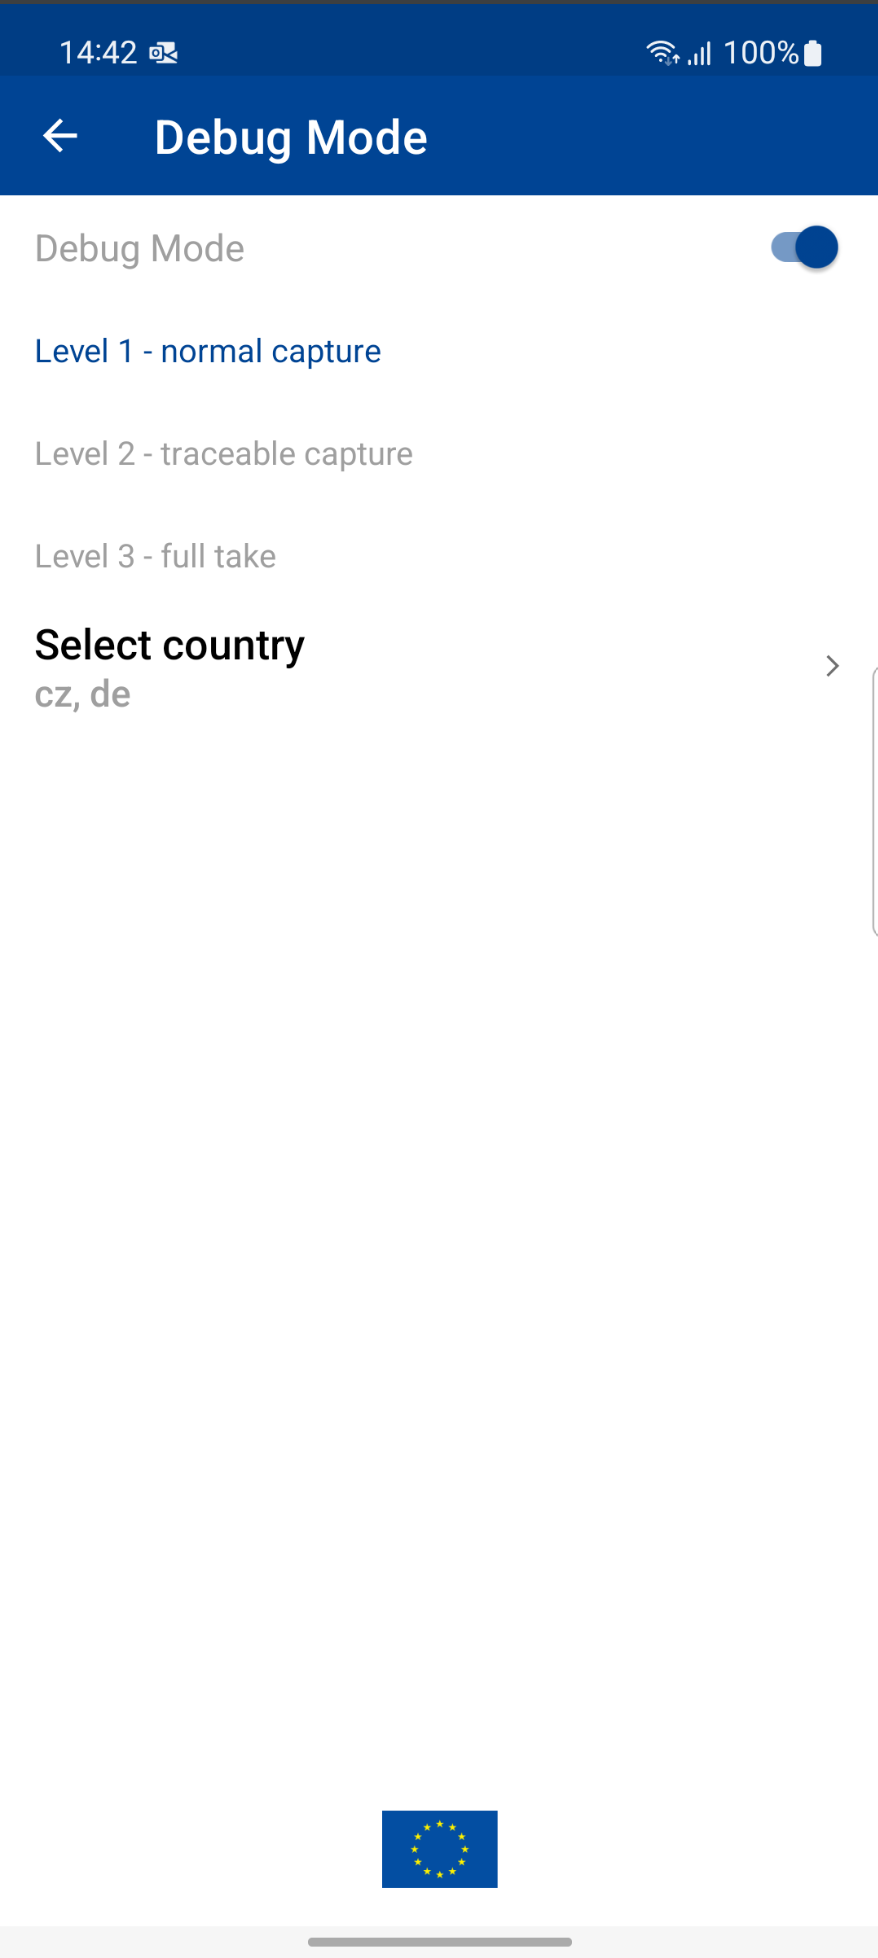 14:42 100%
Debug Mode
Debug Mode
Level 1 - normal capture
Level 2 - traceable capture
Level 3 - full take
Select country
cz, de